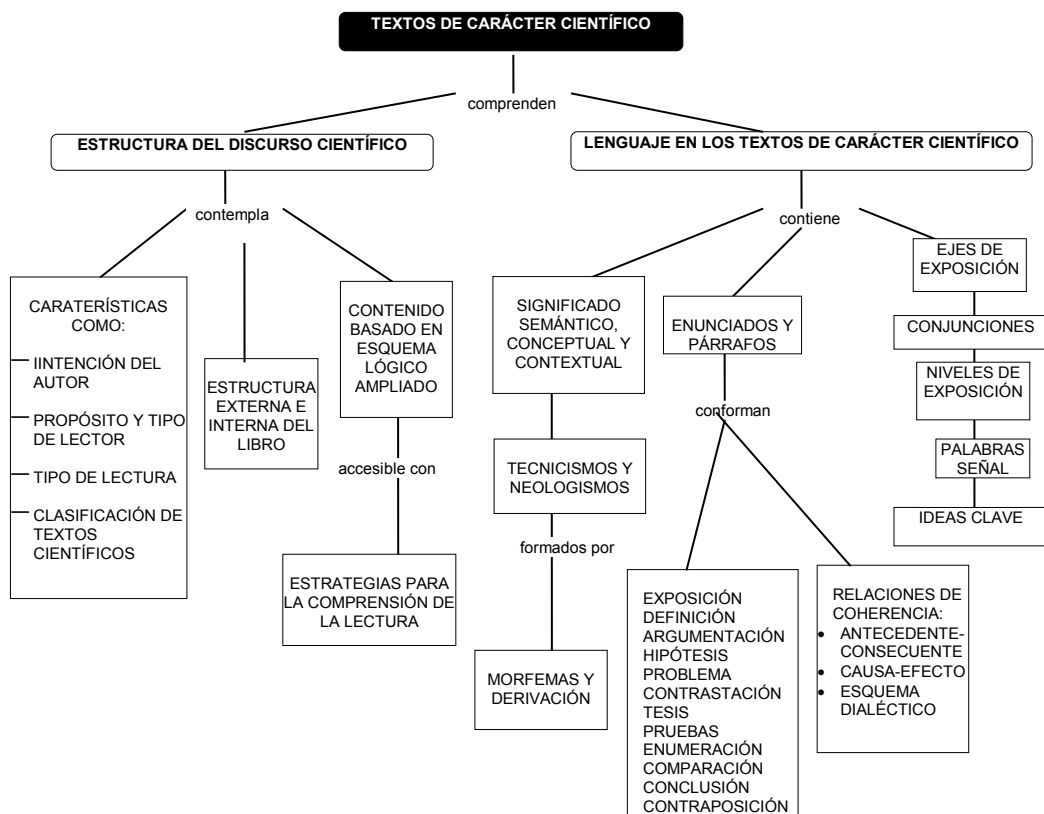 TEXTOS DE CARÁCTER CIENTÍFICO
comprenden
ESTRUCTURA DEL DISCURSO CIENTÍFICO
contempla
CARATERÍSTICAS
COMO:
IINTENCIÓN DEL
AUTOR
PROPÓSITO Y TIPO
DE LECTOR
TIPO DE LECTURA
CLASIFICACIÓN DE
TEXTOS
CIENTÍFICOS
ESTRUCTURA
EXTERNA E
INTERNA DEL
LIBRO
CONTENIDO
BASADO EN
ESQUEMA
LÓGICO
AMPLIADO
accesible con
ESTRATEGIAS PARA
LA COMPRENSIÓN DE
LA LECTURA
LENGUAJE EN LOS TEXTOS DE CARÁCTER CIENTÍFICO
contiene
SIGNIFICADO
SEMÁNTICO,
CONCEPTUAL Y
CONTEXTUAL
TECNICISMOS Y
NEOLOGISMOS
formados por
MORFEMAS Y
DERIVACIÓN
ENUNCIADOS Y
PÁRRAFOS
conforman
EXPOSICIÓN
DEFINICIÓN
ARGUMENTACIÓN
HIPÓTESIS
PROBLEMA
CONTRASTACIÓN
TESIS
PRUEBAS
ENUMERACIÓN
COMPARACIÓN
CONCLUSIÓN
CONTRAPOSICIÓN
RELACIONES DE
COHERENCIA:
• ANTECEDENTE-
CONSECUENTE
• CAUSA-EFECTO
• ESQUEMA
DIALÉCTICO
EJES DE
EXPOSICIÓN
CONJUNCIONES
NIVELES DE
EXPOSICIÓN
PALABRAS
SEÑAL
IDEAS CLAVE